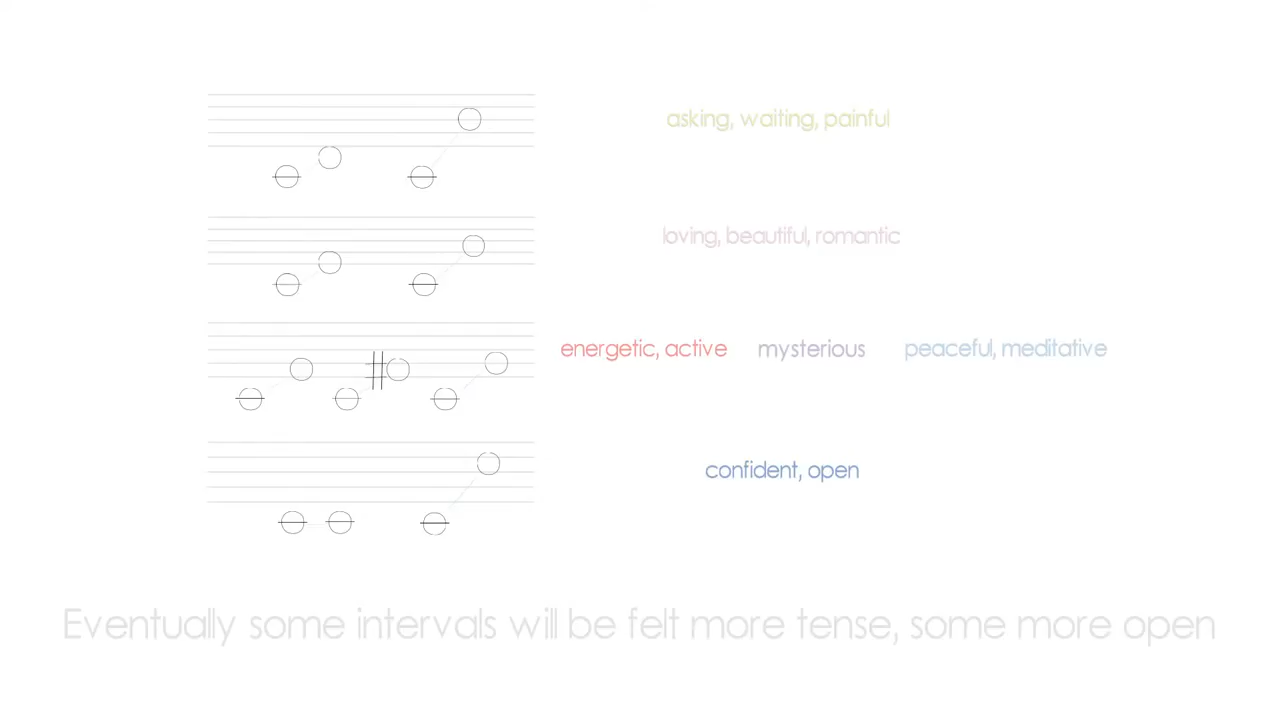 asking, waiting, painful
loving, beautiful, romantic
energetic, active mysterious peaceful, meditative
confident, open
Eventually some intervals will be felt more tense, some more open